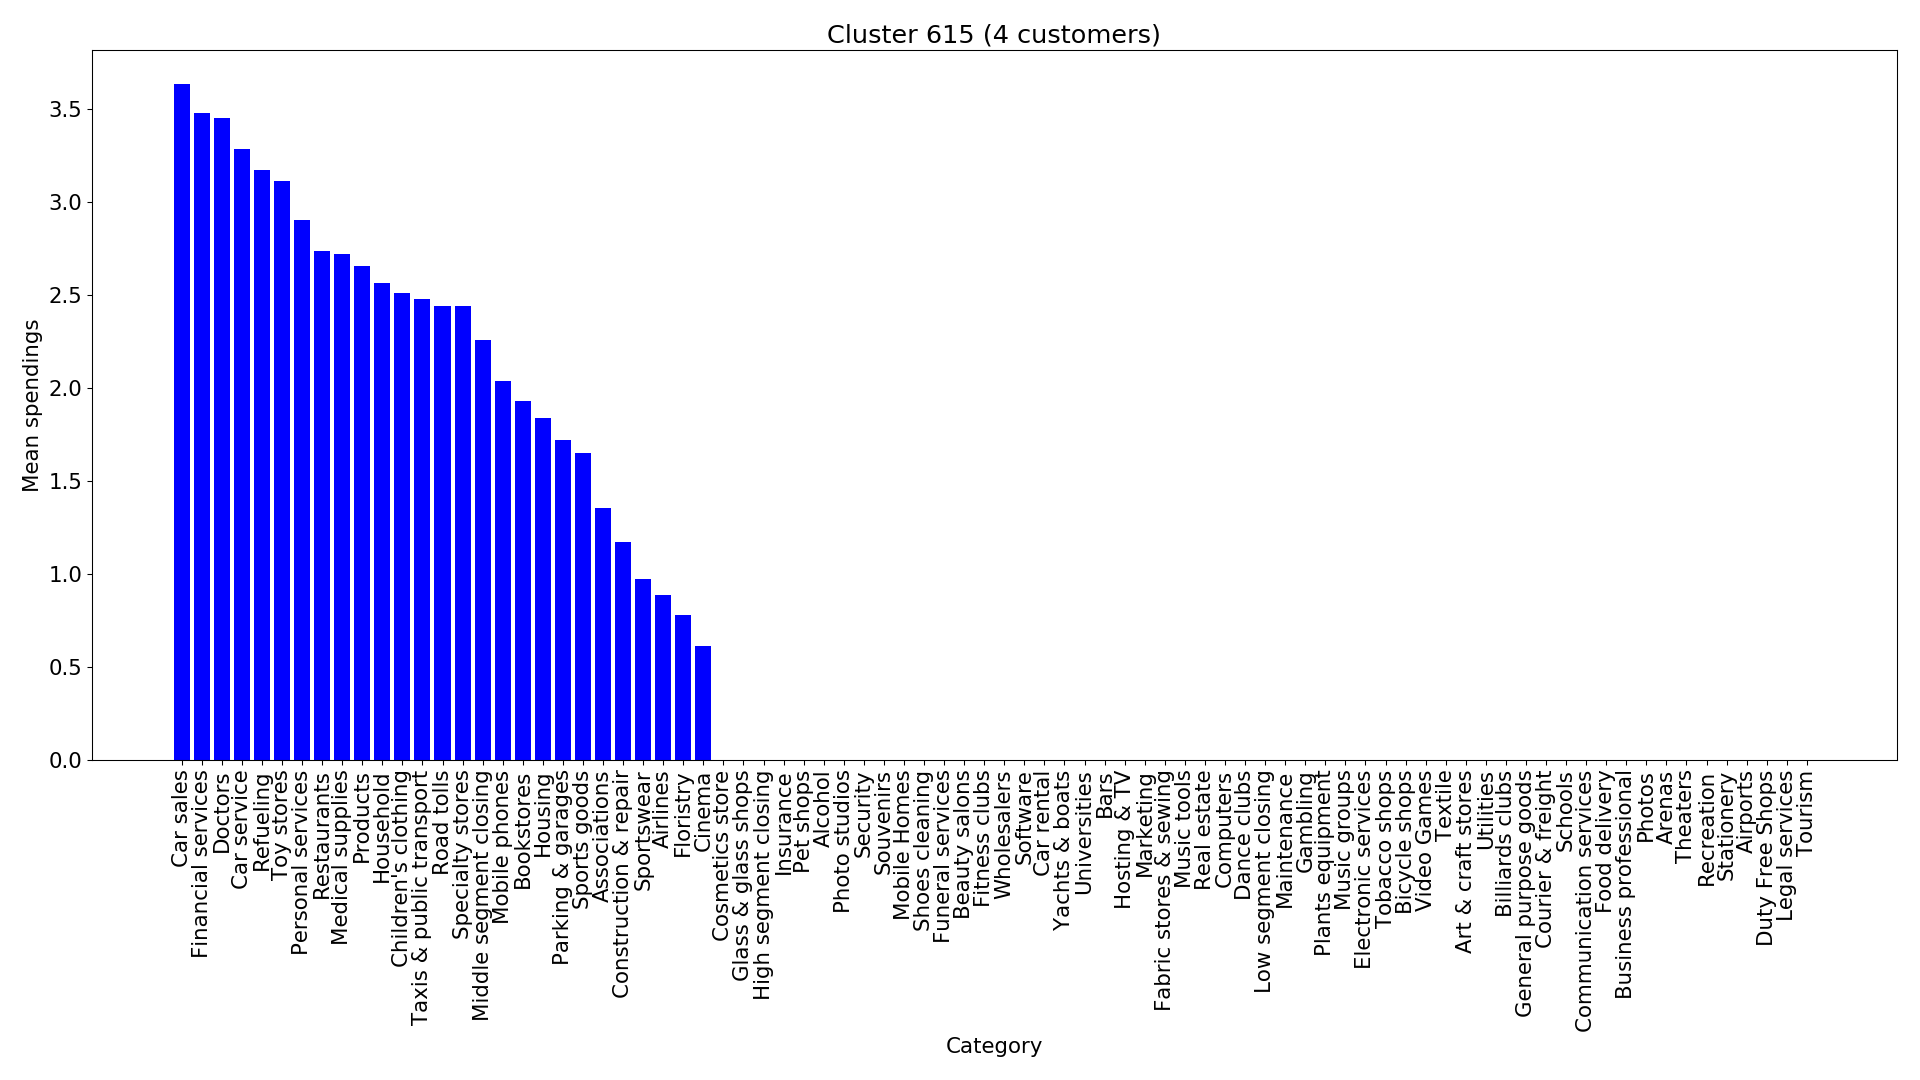 Cluster 615 (4 customers)
Mean spendings
3.5
3.0
2.5
2.0
1.5
1.0
0.5
0.0
Car sales
Financial services
Doctors
Car service
Refueling
Toy stores
Personal services
Restaurants
Medical supplies
Products
Household
Children's clothing
Taxis & public transport
Road tolls
Specialty stores
Middle segment closing
Mobile phones
Bookstores
Housing
Parking & garages
Sports goods
Associations
Construction & repair
Sportswear
Airlines
Floristry
Cinema
Cosmetics store
Glass & glass shops
High segment closing
Insurance
Pet shops
Alcohol
Photo studios
Security
Souvenirs
Mobile Homes
Shoes cleaning
Funeral services
Beauty salons
Fitness clubs
Wholesalers
Software
Car rental
Yachts & boats
Universities
Bars
Hosting & TV
Marketing
Fabric stores & sewing
Music tools
Real estate
Computers
Dance clubs
Low segment closing
Maintenance
Gambling
Plants equipment
Music groups
Electronic services
Tobacco shops
Bicycle shops
Video Games
Textile
Art & craft stores
Utilities
Billiards clubs
General purpose goods
Courier & freight
Schools
Communication services
Food delivery
Business professional
Photos
Arenas
Theaters
Recreation
Stationery
Airports
Duty Free Shops
Legal services
Tourism
Category